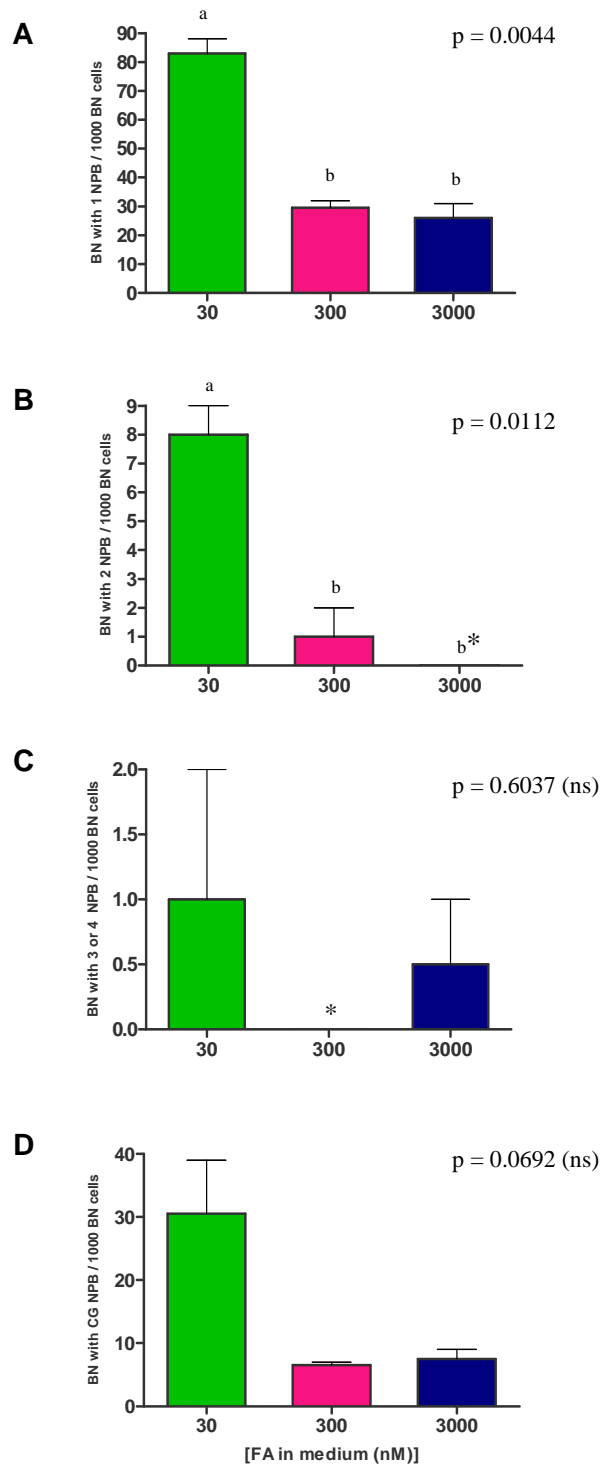 A
p = 0.0044
a
b
b
BN with 1 NPB / 1000 BN cells
90
80
70
60
50
40
30
20
10
0
30 300 3000
B
p = 0.0112
a
b
b*
BN with 2 NPB / 1000 BN cells
9
8
7
6
5
4
3
2
1
0
30 300 3000
C
p = 0.6037 (ns)
*
BN with 3 or 4 NPB / 1000 BN cells
2.0
1.5
1.0
0.5
0.0
30 300 3000
D
p = 0.0692 (ns)
BN with CG NPB / 1000 BN cells
40
30
20
10
0
30 300 3000
[FA in medium (nM)]